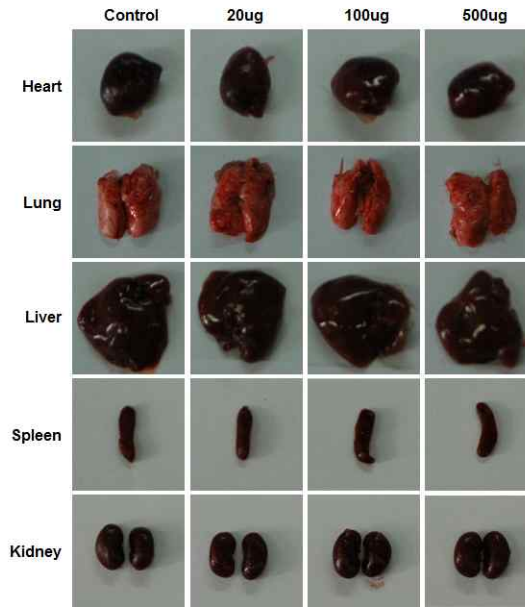 Control 20ug 100ug 500ug
Heart
Lung
Liver
Spleen
Kidney